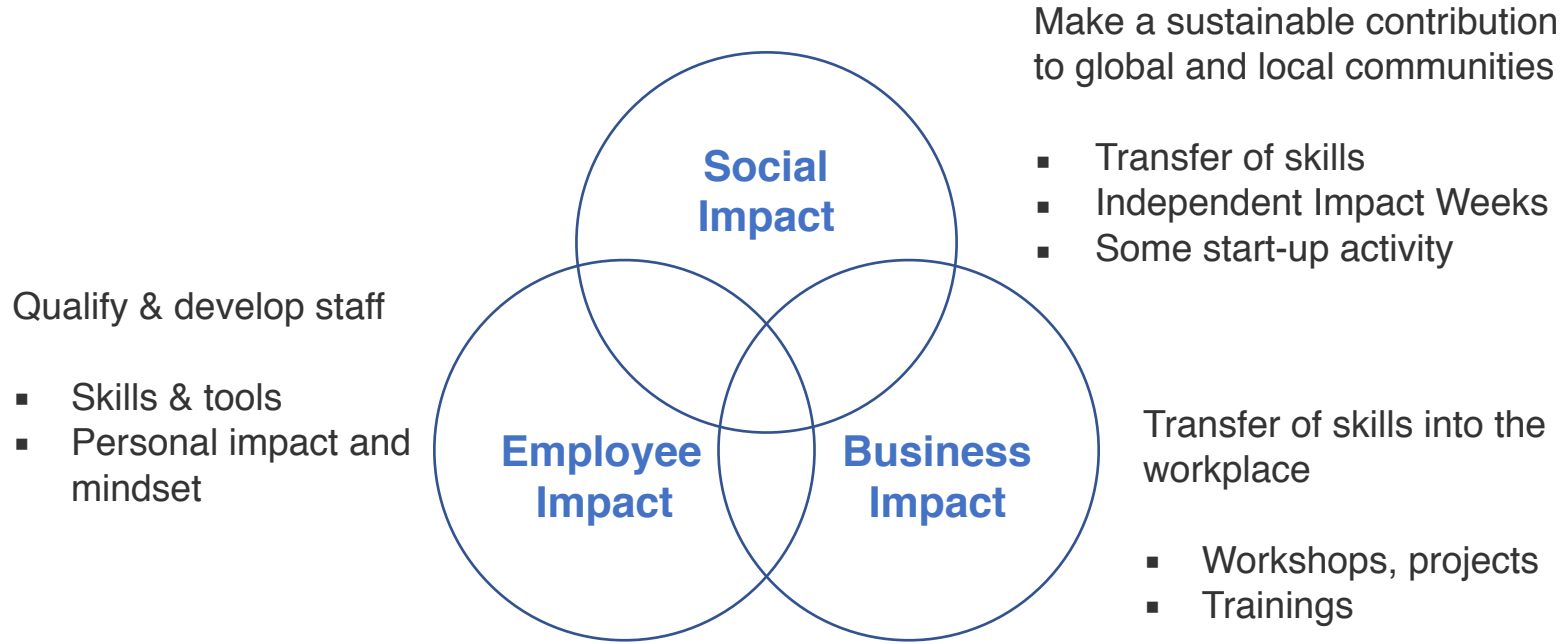 Make a sustainable contribution
to global and local communities
▪ Transfer of skills
▪ Independent Impact Weeks
▪ Some start-up activity
Social
Impact
Qualify & develop staff
▪ Skills & tools
▪ Personal impact and
mindset
Employee
Impact
Business
Impact
Transfer of skills into the
workplace
▪ Workshops, projects
▪ Trainings